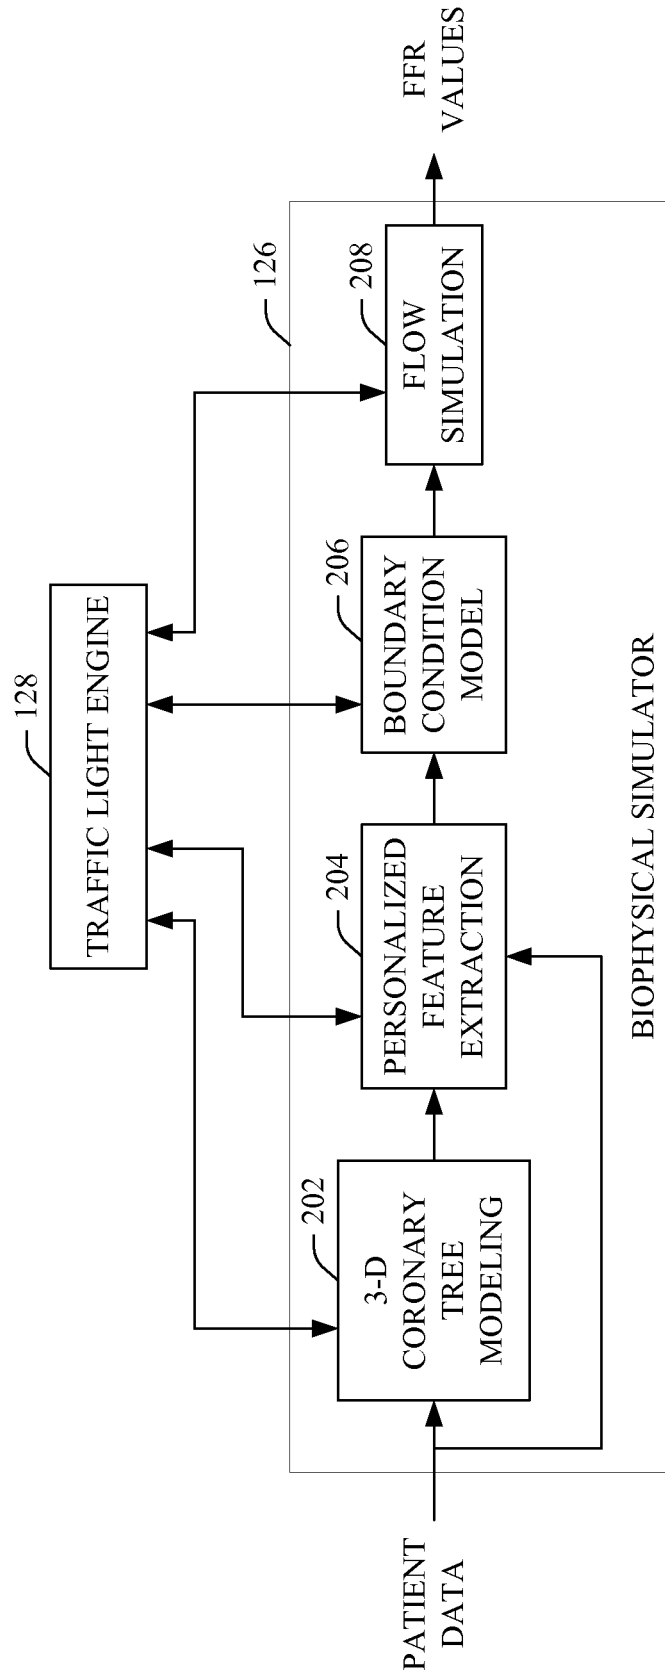 128
TRAFFIC LIGHT ENGINE
126
PATIENT
DATA
202
3-D
CORONARY
TREE
MODELING
204
PERSONALIZED
FEATURE
EXTRACTION
206
BOUNDARY
CONDITION
MODEL
208
FLOW
SIMULATION
FFR
VALUES
BIOPHYSICAL SIMULATOR